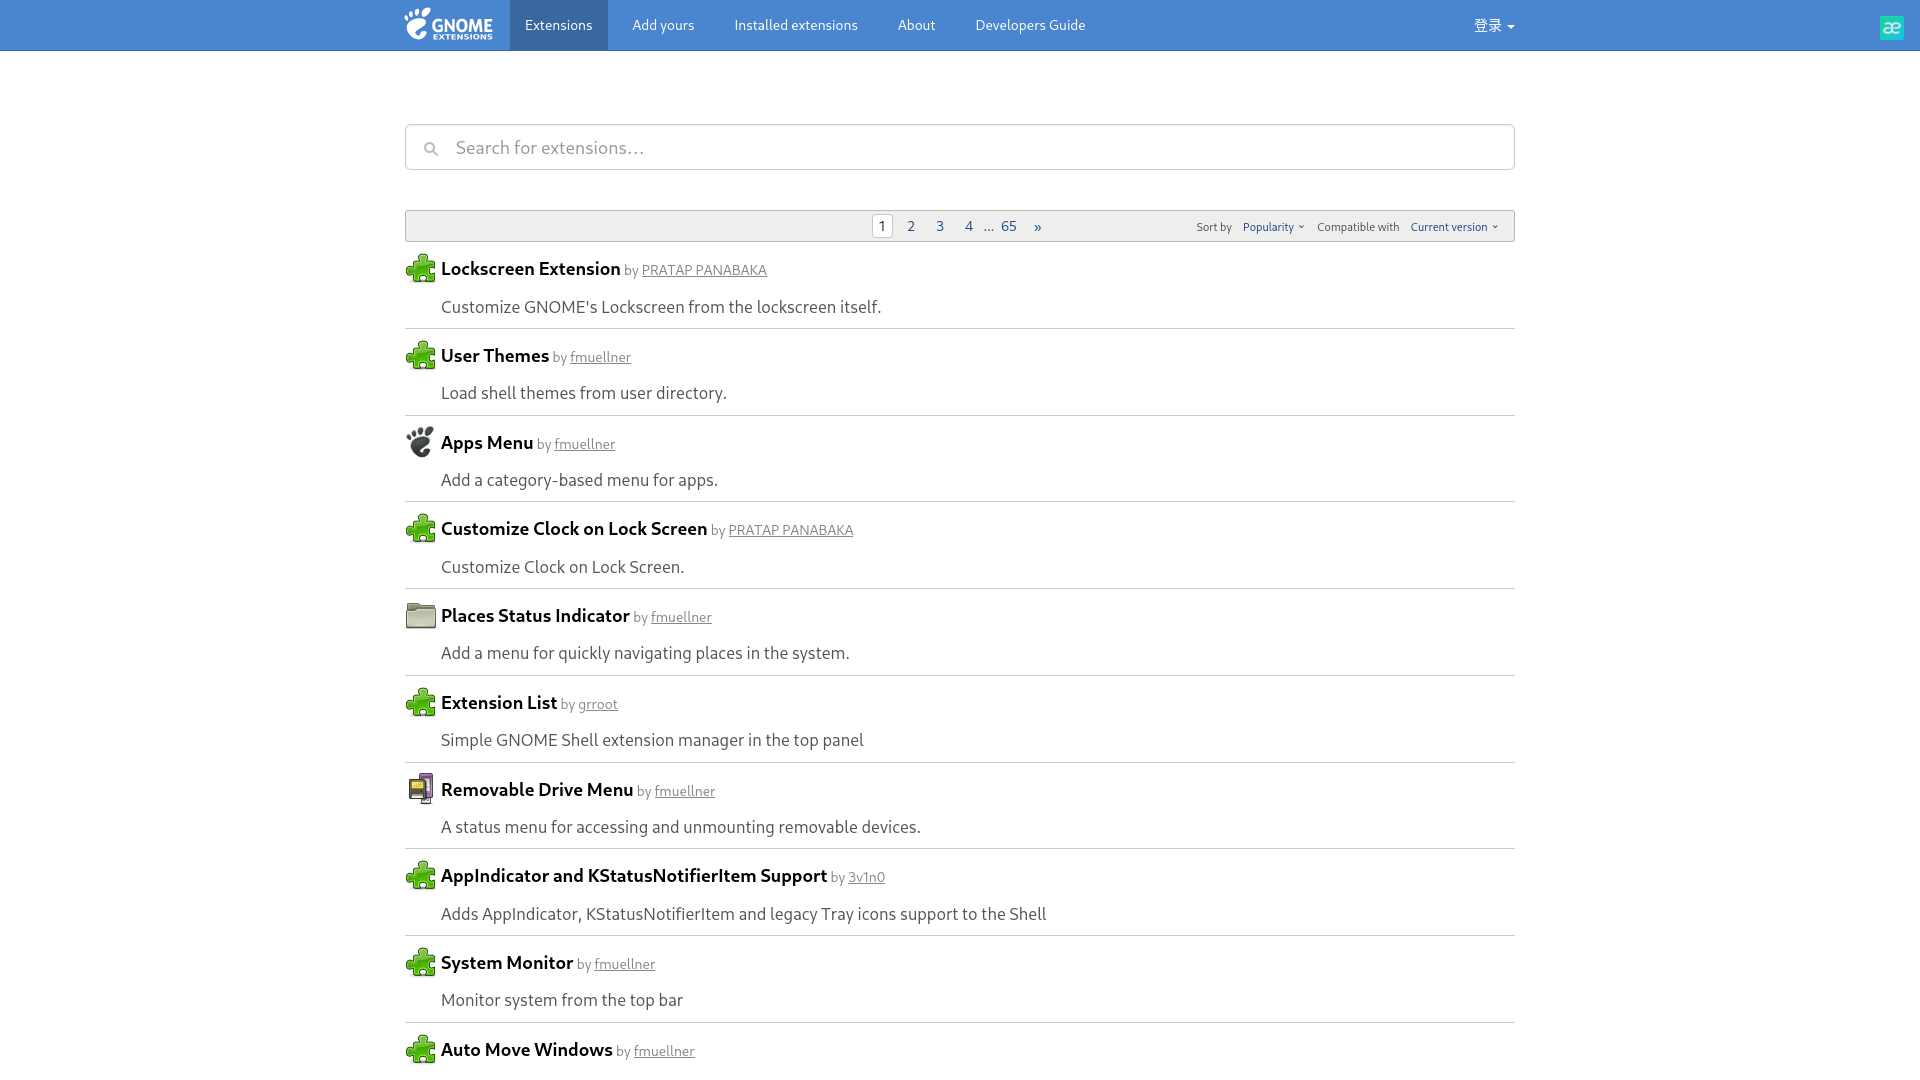 GNOME EXTENSIONS Extensions Add yours Installed extensions About Developers Guide 登录 æ
Search for extensions...
1 2 3 4 ... 65 » Sort by Popularity Compatible with Current version
Lockscreen Extension by PRATAP PANABAKA
Customize GNOME's Lockscreen from the lockscreen itself.
User Themes by fmuellner
Load shell themes from user directory.
Apps Menu by fmuellner
Add a category-based menu for apps.
Customize Clock on Lock Screen by PRATAP PANABAKA
Customize Clock on Lock Screen.
Places Status Indicator by fmuellner
Add a menu for quickly navigating places in the system.
Extension List by grroot
Simple GNOME Shell extension manager in the top panel
Removable Drive Menu by fmuellner
A status menu for accessing and unmounting removable devices.
AppIndicator and KStatusNotifierItem Support by 3v1n0
Adds AppIndicator, KStatusNotifierItem and legacy Tray icons support to the Shell
System Monitor by fmuellner
Monitor system from the top bar
Auto Move Windows by fmuellner